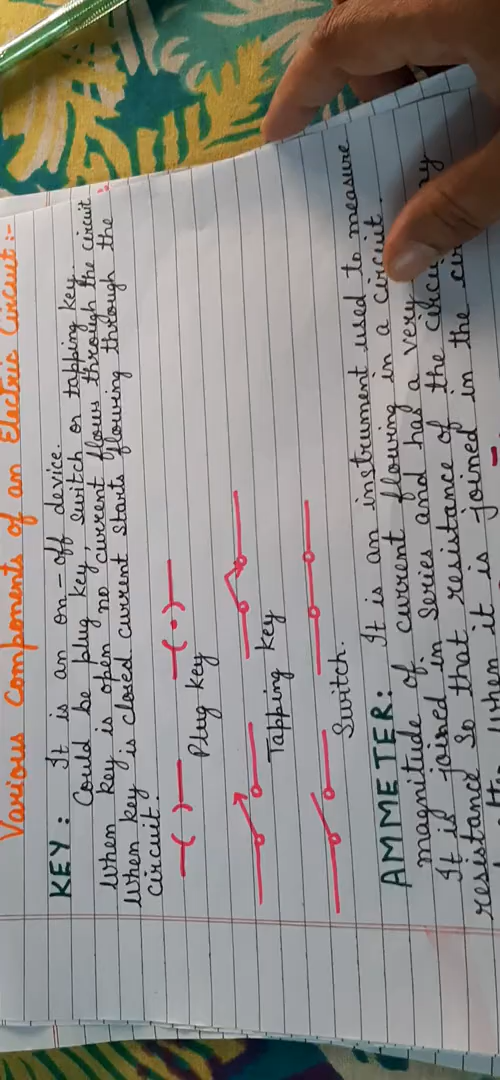 Various Components of an Electric Circuit:-
KEY: It is an on-off device.
Could be plug key, switch or tapping key.
When key is open no current flows through the circuit
When key is closed current starts flowing through the
circuit.
Plug key
Tapping key
Switch.
AMMETER: It is an instrument used to measure
magnitude of current flowing in a circuit.
It is joined in series and has a very
resistance so that resistance of the
when it is joined in the